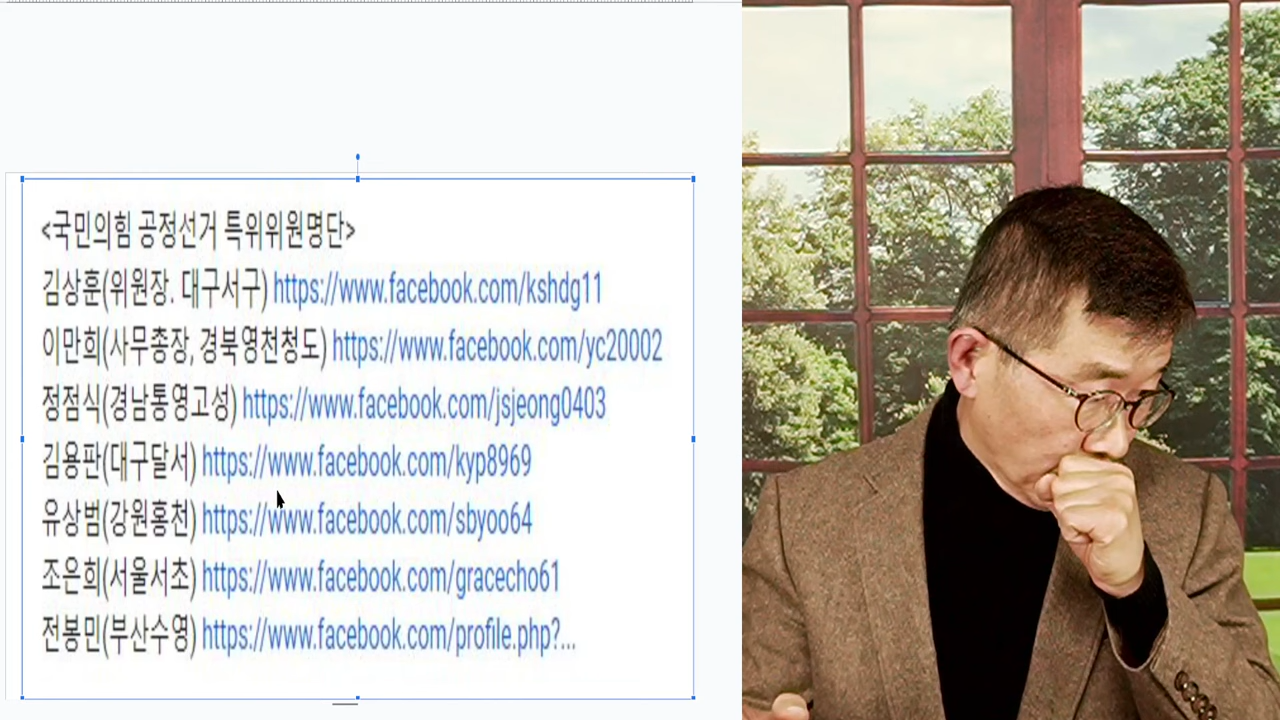 <국민의힘 공정선거 특위위원명단>
김상훈(위원장. 대구서구) https://www.facebook.com/kshdg11
이만희(사무총장, 경북영천청도) https://www.facebook.com/yc20002
정점식(경남통영고성) https://www.facebook.com/jsjeong0403
김용판(대구달서) https://www.facebook.com/kyp8969
유상범(강원홍천) https://www.facebook.com/sbyoo64
조은희(서울서초) https://www.facebook.com/gracecho61
전봉민(부산수영) https://www.facebook.com/profile.php?...